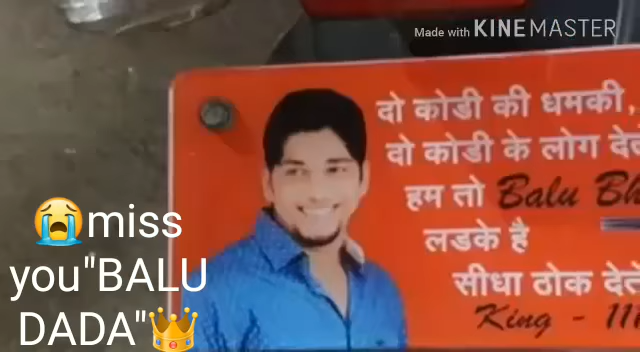 Made with KINEMASTER
दो कोडी की धमकी,
वो कोडी के लोग
हम तो Balu
लडके है
सीधा ठोक
King -
😭miss
you"BALU
DADA"👑